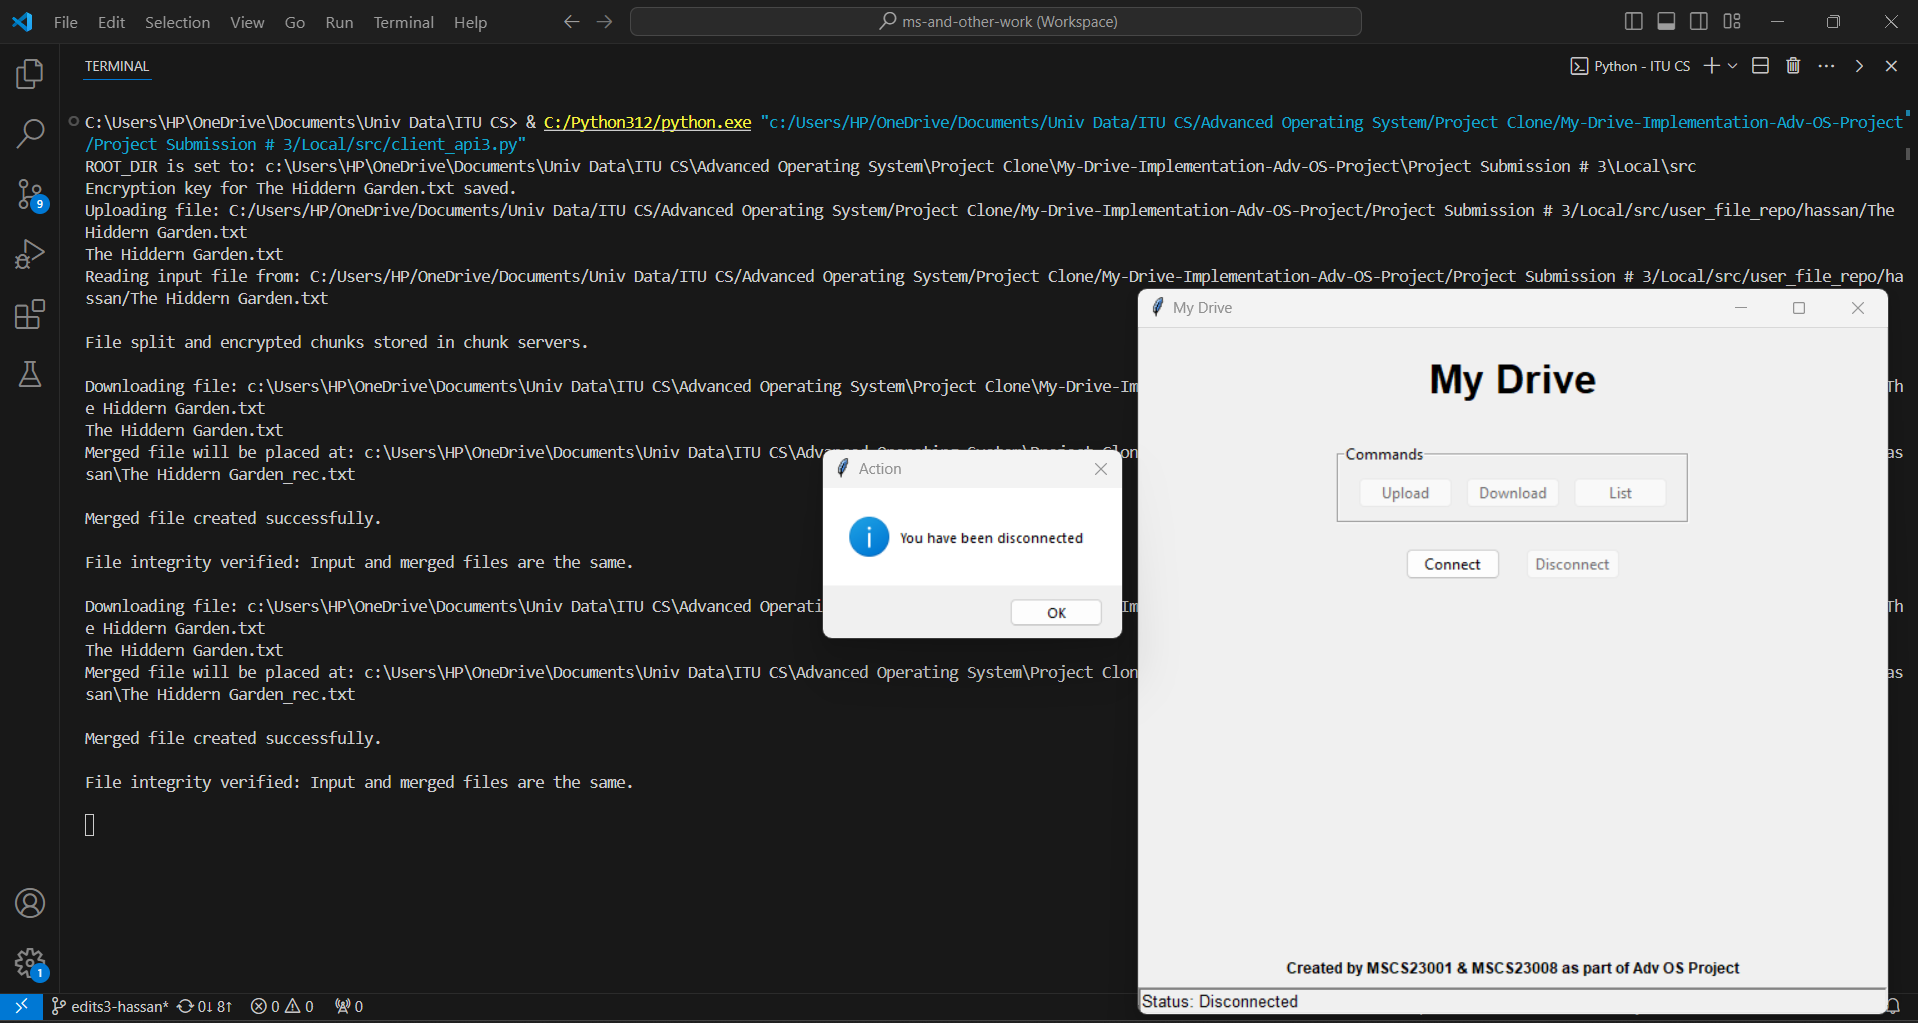 File Edit Selection View Go Run Terminal Help
ms-and-other-work (Workspace)
TERMINAL
Python - ITU CS
C:\Users\HP\OneDrive\Documents\Univ Data\ITU CS> & C:/Python312/python.exe "c:/Users/HP/OneDrive/Documents/Univ Data/ITU CS/Advanced Operating System/Project Clone/My-Drive-Implementation-Adv-OS-Project
/Project Submission # 3/Local/src/client_api3.py"
ROOT_DIR is set to: c:\Users\HP\OneDrive\Documents\Univ Data\ITU CS\Advanced Operating System\Project Clone\My-Drive-Implementation-Adv-OS-Project\Project Submission # 3\Local\src
Encryption key for The Hiddern Garden.txt saved.
Uploading file: C:/Users/HP/OneDrive/Documents/Univ Data/ITU CS/Advanced Operating System/Project Clone/My-Drive-Implementation-Adv-OS-Project/Project Submission # 3/Local/src/user_file_repo/hassan/The
Hiddern Garden.txt
The Hiddern Garden.txt
Reading input file from: C:/Users/HP/OneDrive/Documents/Univ Data/ITU CS/Advanced Operating System/Project Clone/My-Drive-Implementation-Adv-OS-Project/Project Submission # 3/Local/src/user_file_repo/ha
ssan/The Hiddern Garden.txt
File split and encrypted chunks stored in chunk servers.
Downloading file: c:\Users\HP\OneDrive\Documents\Univ Data\ITU CS\Advanced Operating System\Project Clone\My-Drive-Im Th
e Hiddern Garden.txt
The Hiddern Garden.txt
Merged file will be placed at: c:\Users\HP\OneDrive\Documents\Univ Data\ITU CS\Advanced Operating System\Project Clon as
san\The Hiddern Garden_rec.txt
Merged file created successfully.
File integrity verified: Input and merged files are the same.
Downloading file: c:\Users\HP\OneDrive\Documents\Univ Data\ITU CS\Advanced Operati Im Th
e Hiddern Garden.txt
The Hiddern Garden.txt
Merged file will be placed at: c:\Users\HP\OneDrive\Documents\Univ Data\ITU CS\Advanced Operating System\Project Clon as
san\The Hiddern Garden_rec.txt
Merged file created successfully.
File integrity verified: Input and merged files are the same.
Action
You have been disconnected
OK
My Drive
My Drive
Commands
Upload Download List
Connect Disconnect
Created by MSCS23001 & MSCS23008 as part of Adv OS Project
Status: Disconnected
9
1
edits3-hassan* 0↓ 8↑ 0 0 0